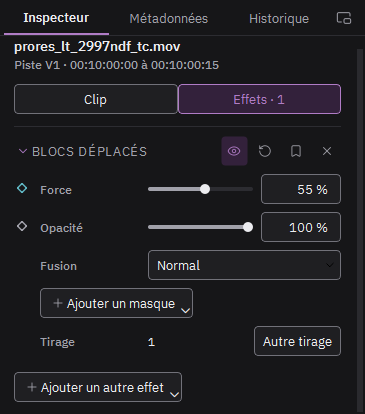 Inspecteur Métadonnées Historique
prores_lt_2997ndf_tc.mov
Piste V1 · 00:10:00:00 à 00:10:00:15
Clip Effets · 1
BLOCS DÉPLACÉS
Force 55 %
Opacité 100 %
Fusion Normal
+ Ajouter un masque
Tirage 1 Autre tirage
+ Ajouter un autre effet